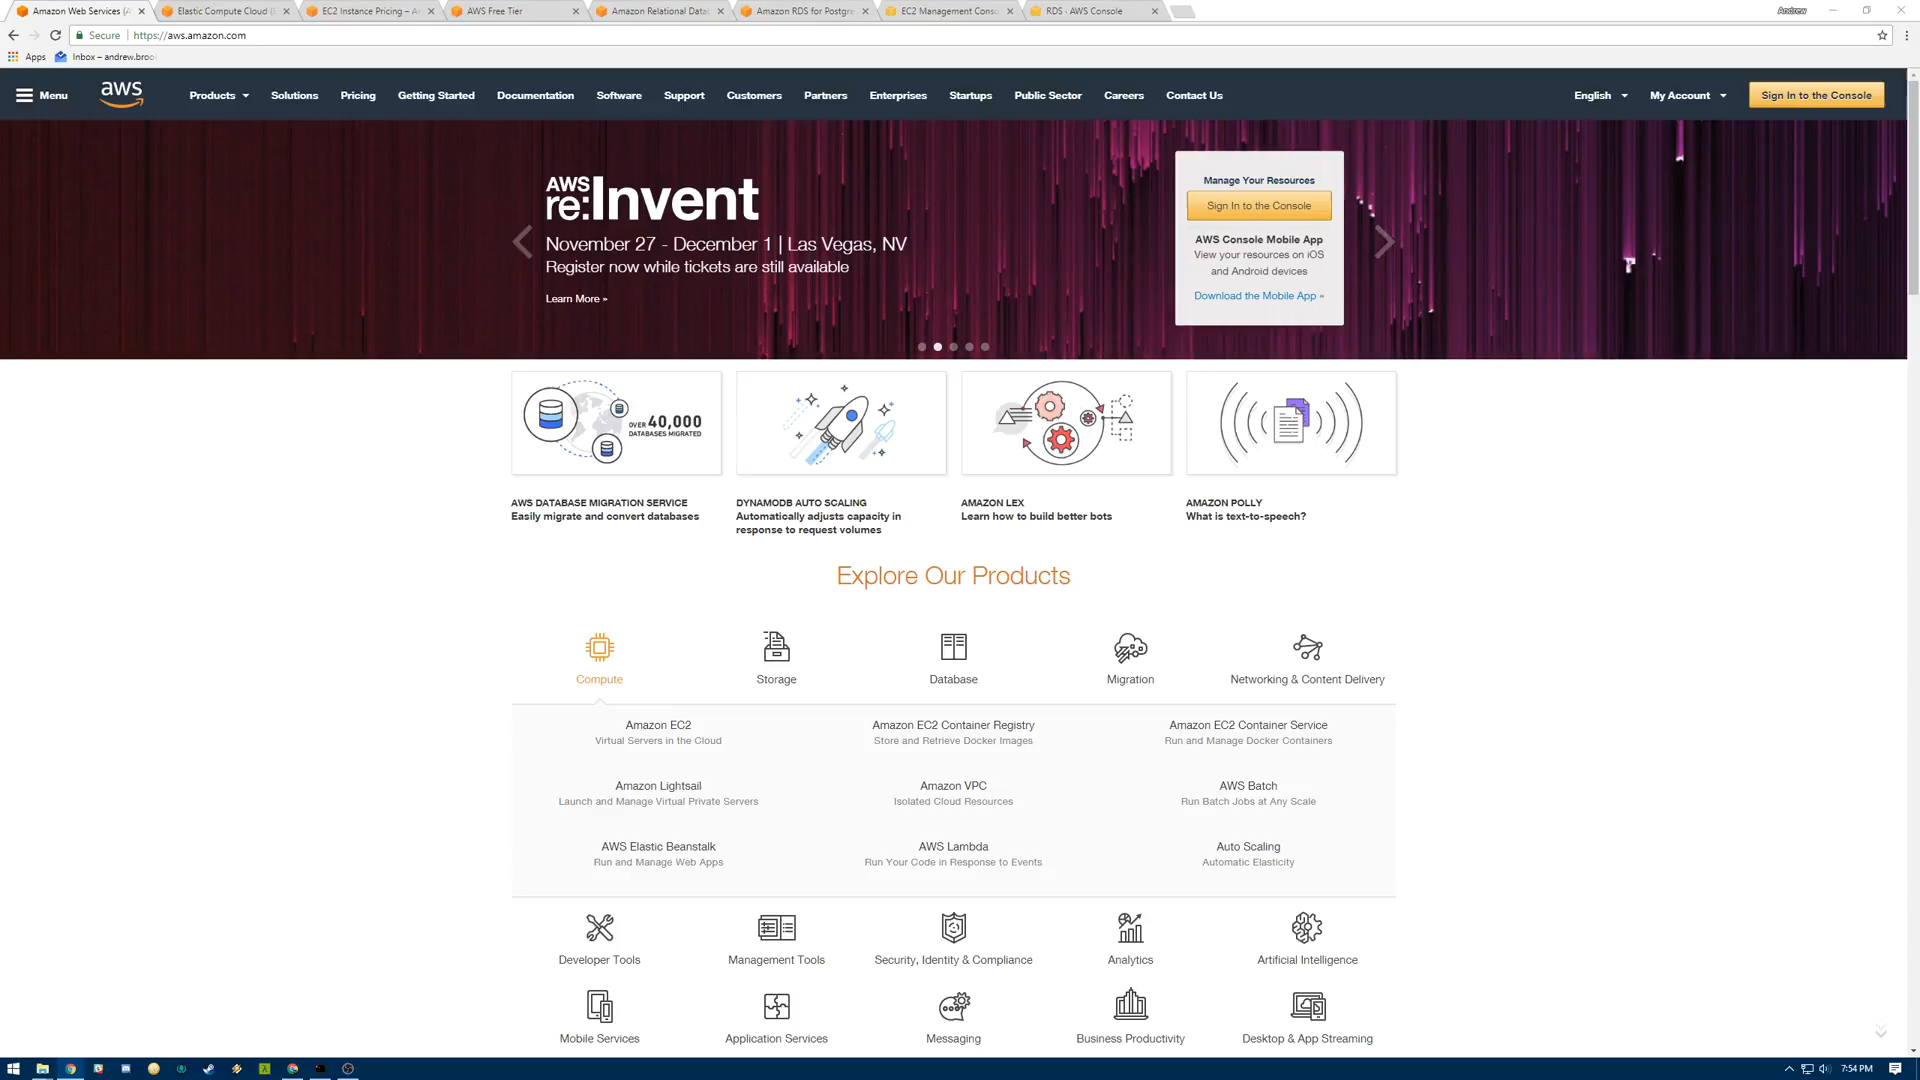 Amazon Web Services (A
Elastic Compute Cloud (E
EC2 Instance Pricing – A
AWS Free Tier
Amazon Relational Datab
Amazon RDS for Postgre
EC2 Management Conso
RDS · AWS Console
Andrew
Secure
https://aws.amazon.com
Apps
Inbox – andrew.broo
Menu
aws
Products
Solutions
Pricing
Getting Started
Documentation
Software
Support
Customers
Partners
Enterprises
Startups
Public Sector
Careers
Contact Us
English
My Account
Sign In to the Console
AWS
re:Invent
November 27 - December 1 | Las Vegas, NV
Register now while tickets are still available
Learn More »
Manage Your Resources
Sign In to the Console
AWS Console Mobile App
View your resources on iOS
and Android devices
Download the Mobile App »
OVER 40,000
DATABASES MIGRATED
AWS DATABASE MIGRATION SERVICE
Easily migrate and convert databases
DYNAMODB AUTO SCALING
Automatically adjusts capacity in
response to request volumes
AMAZON LEX
Learn how to build better bots
AMAZON POLLY
What is text-to-speech?
Explore Our Products
Compute
Storage
Database
Migration
Networking & Content Delivery
Amazon EC2
Virtual Servers in the Cloud
Amazon EC2 Container Registry
Store and Retrieve Docker Images
Amazon EC2 Container Service
Run and Manage Docker Containers
Amazon Lightsail
Launch and Manage Virtual Private Servers
Amazon VPC
Isolated Cloud Resources
AWS Batch
Run Batch Jobs at Any Scale
AWS Elastic Beanstalk
Run and Manage Web Apps
AWS Lambda
Run Your Code in Response to Events
Auto Scaling
Automatic Elasticity
Developer Tools
Management Tools
Security, Identity & Compliance
Analytics
Artificial Intelligence
Mobile Services
Application Services
Messaging
Business Productivity
Desktop & App Streaming
7:54 PM